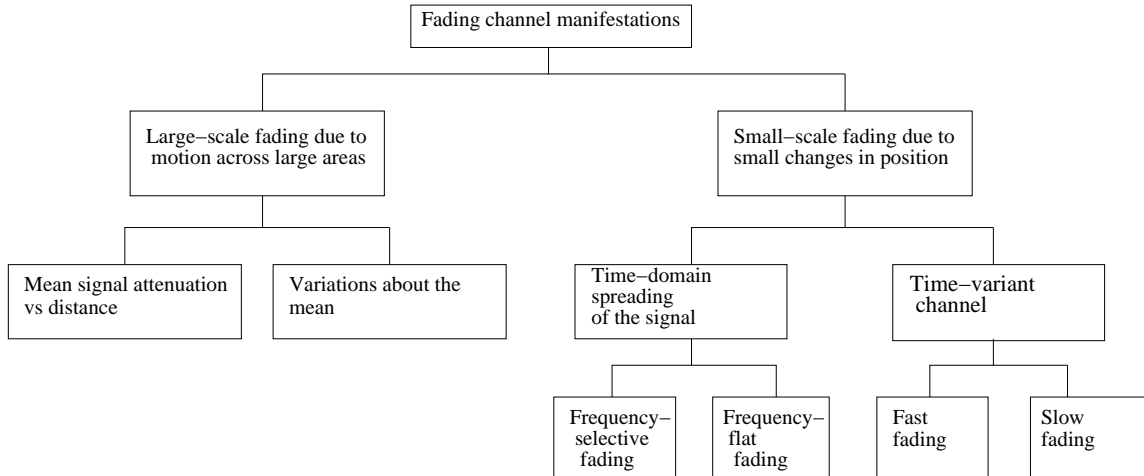 Fading channel manifestations
Large−scale fading due to
motion across large areas
Small−scale fading due to
small changes in position
Mean signal attenuation
vs distance
Variations about the
mean
Time−domain
spreading
of the signal
Time−variant
channel
Frequency−
selective
fading
Frequency−
flat
fading
Fast
fading
Slow
fading